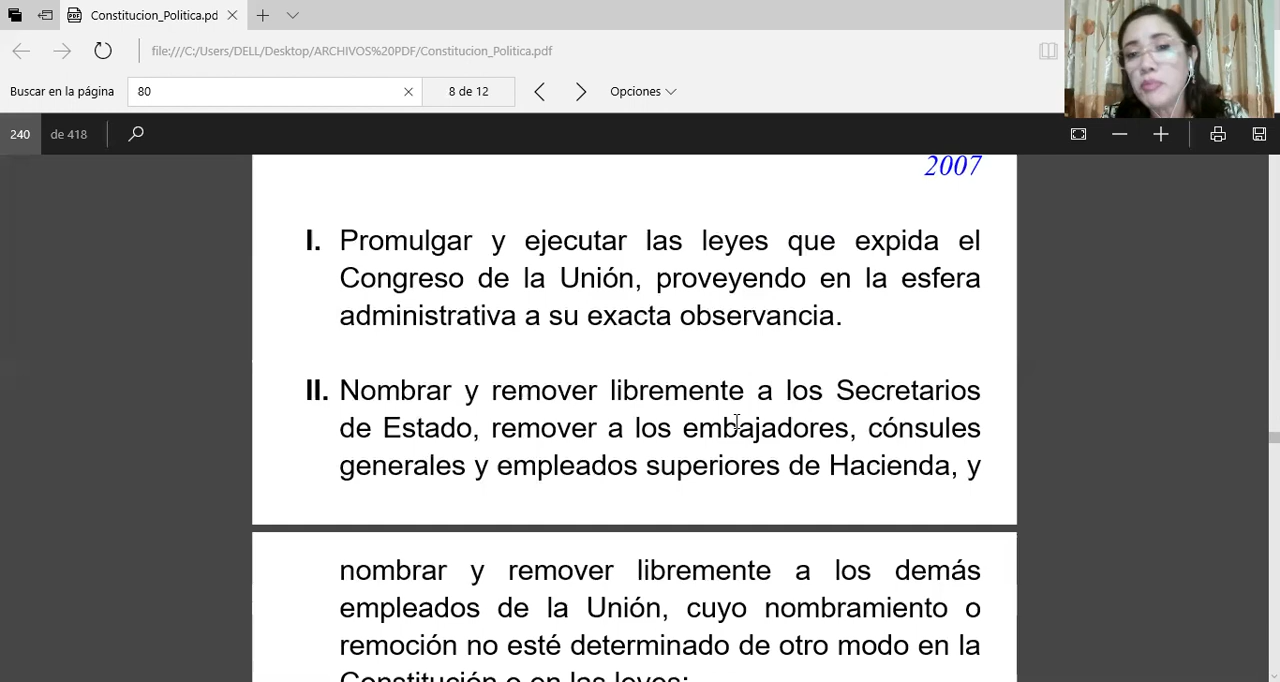 Constitucion_Politica.pd
file:///C:/Users/DELL/Desktop/ARCHIVOS%20PDF/Constitucion_Politica.pdf
Buscar en la página 80 8 de 12 Opciones
240 de 418
2007
I. Promulgar y ejecutar las leyes que expida el
Congreso de la Unión, proveyendo en la esfera
administrativa a su exacta observancia.
II. Nombrar y remover libremente a los Secretarios
de Estado, remover a los embajadores, cónsules
generales y empleados superiores de Hacienda, y
nombrar y remover libremente a los demás
empleados de la Unión, cuyo nombramiento o
remoción no esté determinado de otro modo en la
Constitución o en las leyes;